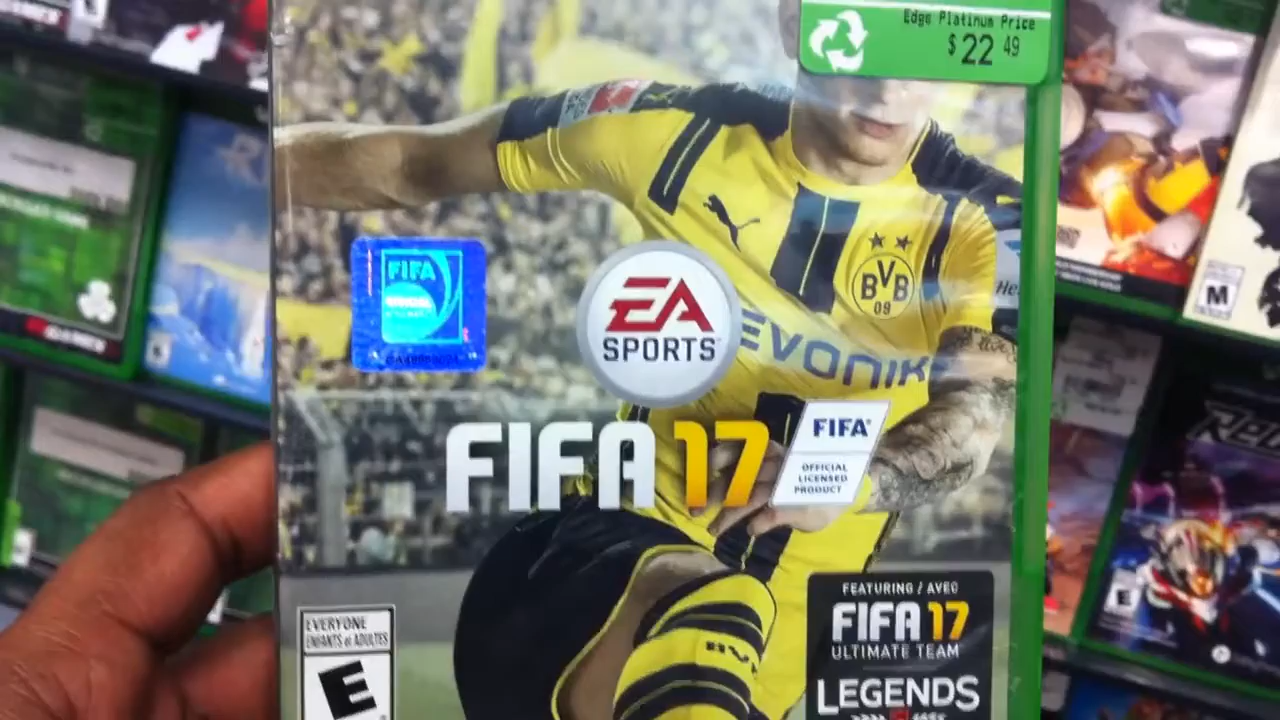 Edge Platinum Price
$22 49
FIFA
EA
SPORTS
BVB
09
EVONIK
FIFA 17
FIFA
OFFICIAL
LICENSED
PRODUCT
FEATURING / AVEC
FIFA 17
ULTIMATE TEAM
LEGENDS
EVERYONE
ENFANTS et ADULTES
E
BVB
M
E